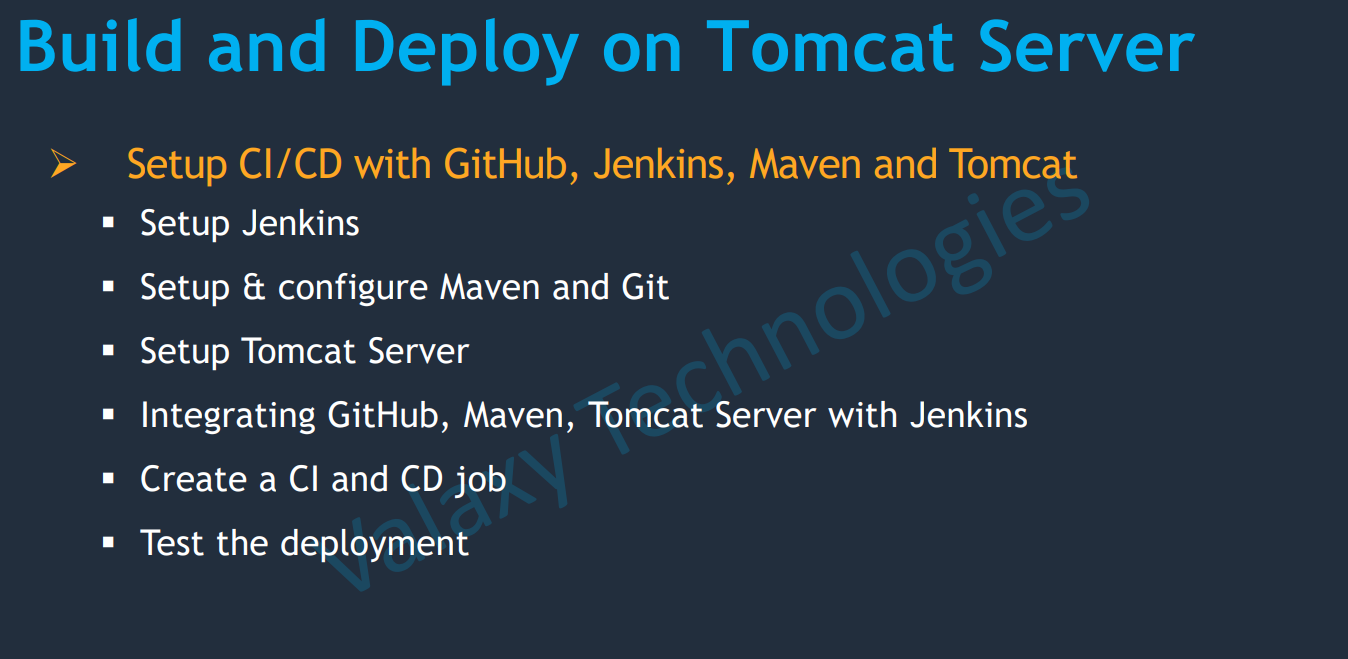 Build and Deploy on Tomcat Server
Setup CI/CD with GitHub, Jenkins, Maven and Tomcat
Setup Jenkins
Setup & configure Maven and Git
Setup Tomcat Server
Integrating GitHub, Maven, Tomcat Server with Jenkins
Create a CI and CD job
Test the deployment
Valaxy Technologies